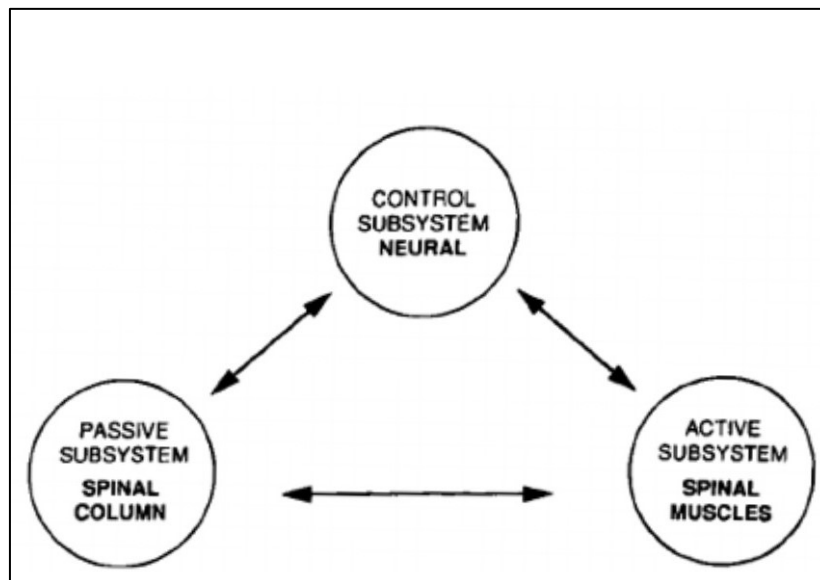 CONTROL
SUBSYSTEM
NEURAL
PASSIVE
SUBSYSTEM
SPINAL
COLUMN
ACTIVE
SUBSYSTEM
SPINAL
MUSCLES